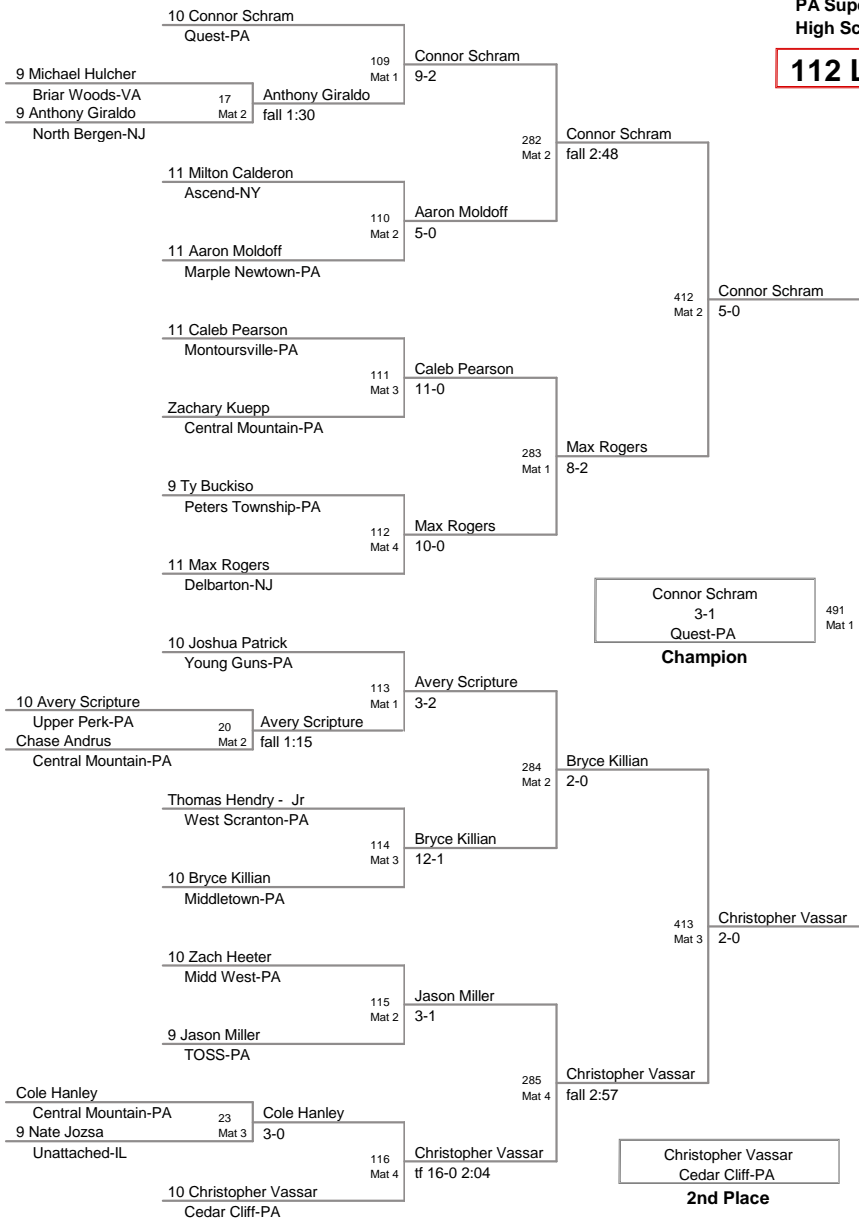 PA Supe
High Sc
112 L
10 Connor Schram
Quest-PA
109
Mat 1
Connor Schram
9-2
9 Michael Hulcher
Briar Woods-VA
17
Mat 2
Anthony Giraldo
fall 1:30
9 Anthony Giraldo
North Bergen-NJ
282
Mat 2
Connor Schram
fall 2:48
11 Milton Calderon
Ascend-NY
110
Mat 2
Aaron Moldoff
5-0
11 Aaron Moldoff
Marple Newtown-PA
412
Mat 2
Connor Schram
5-0
11 Caleb Pearson
Montoursville-PA
111
Mat 3
Caleb Pearson
11-0
Zachary Kuepp
Central Mountain-PA
283
Mat 1
Max Rogers
8-2
9 Ty Buckiso
Peters Township-PA
112
Mat 4
Max Rogers
10-0
11 Max Rogers
Delbarton-NJ
Connor Schram
3-1
Quest-PA
491
Mat 1
Champion
10 Joshua Patrick
Young Guns-PA
113
Mat 1
Avery Scripture
3-2
10 Avery Scripture
Upper Perk-PA
20
Mat 2
Avery Scripture
fall 1:15
Chase Andrus
Central Mountain-PA
284
Mat 2
Bryce Killian
2-0
Thomas Hendry - Jr
West Scranton-PA
114
Mat 3
Bryce Killian
12-1
10 Bryce Killian
Middletown-PA
413
Mat 3
Christopher Vassar
2-0
10 Zach Heeter
Midd West-PA
115
Mat 2
Jason Miller
3-1
9 Jason Miller
TOSS-PA
285
Mat 4
Christopher Vassar
fall 2:57
Cole Hanley
Central Mountain-PA
23
Mat 3
Cole Hanley
3-0
9 Nate Jozsa
Unattached-IL
116
Mat 4
Christopher Vassar
tf 16-0 2:04
10 Christopher Vassar
Cedar Cliff-PA
Christopher Vassar
Cedar Cliff-PA
2nd Place